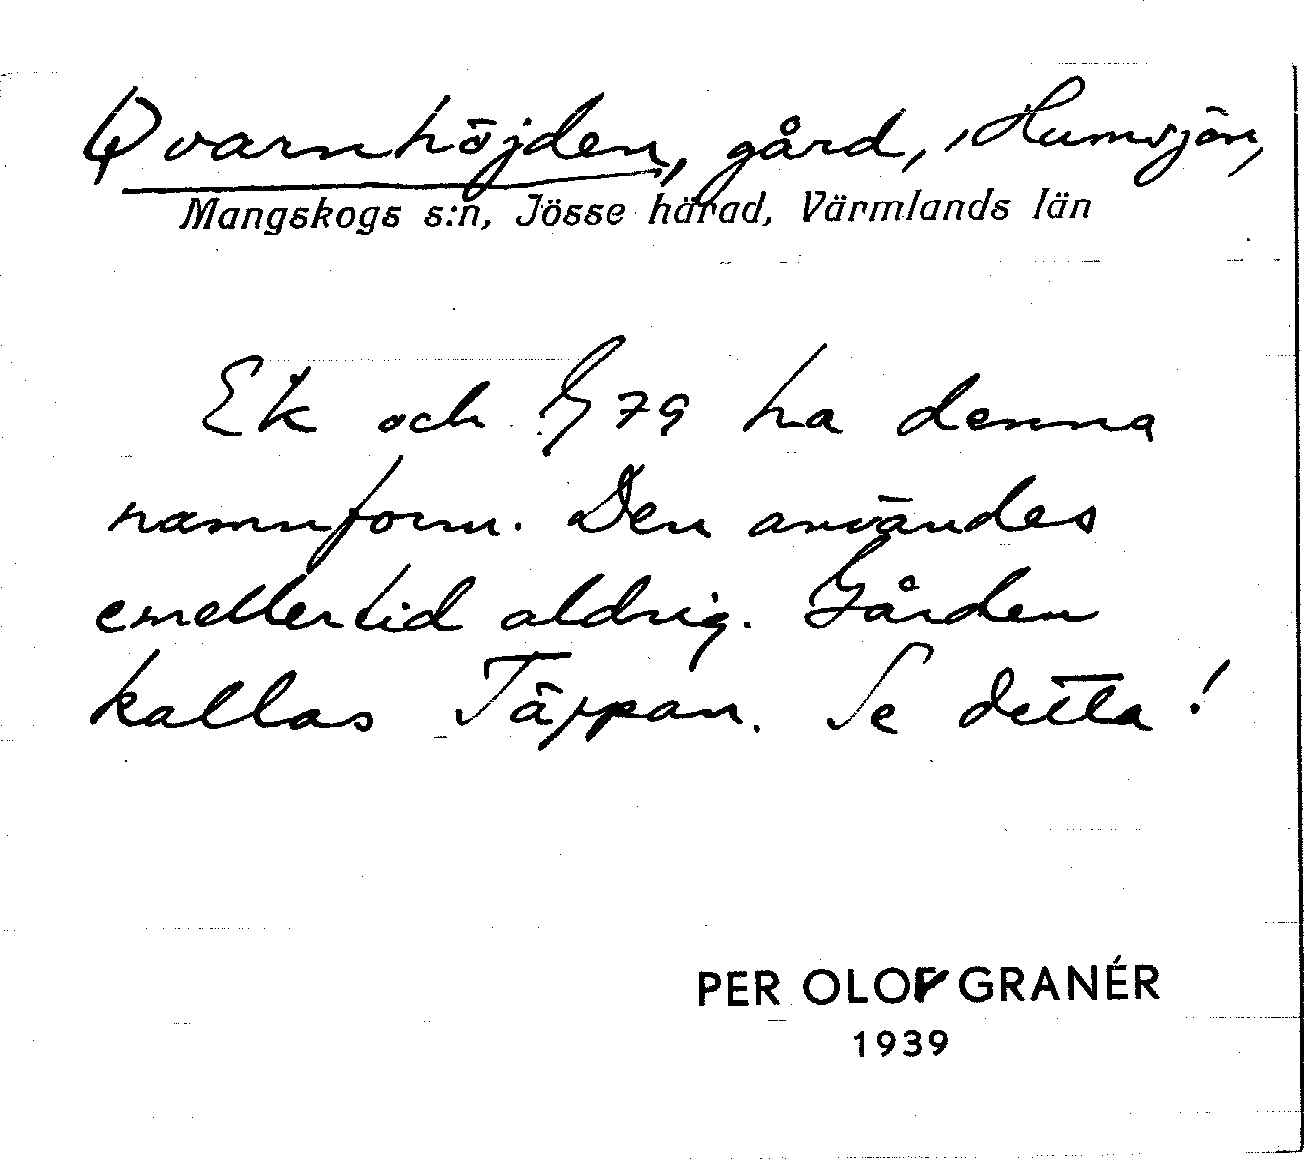 Qvarnhöjden, gård, Humsjön,
Mangskogs s:n, Jösse härad, Värmlands län
Ek och G 79 ha denna
namnform. Den användes
emellertid aldrig. Gården
kallas Täppan. Se detta!
PER OLOF GRANÉR
1939